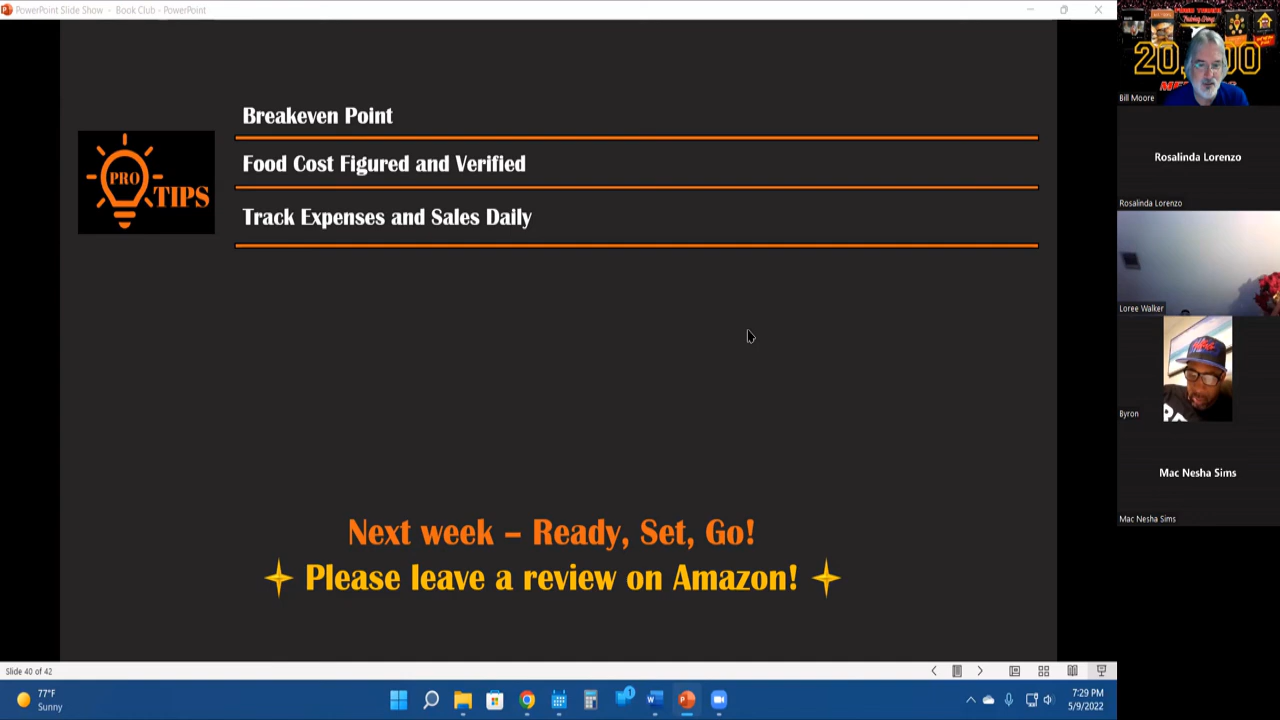 PowerPoint Slide Show - Book Club - PowerPoint
Breakeven Point
Food Cost Figured and Verified
PRO
TIPS
Track Expenses and Sales Daily
Next week – Ready, Set, Go!
Please leave a review on Amazon!
Slide 40 of 42
77°F
Sunny
1
7:29 PM
5/9/2022
Bill Moore
Rosalinda Lorenzo
Rosalinda Lorenzo
Loree Walker
Byron
Mac Nesha Sims
Mac Nesha Sims